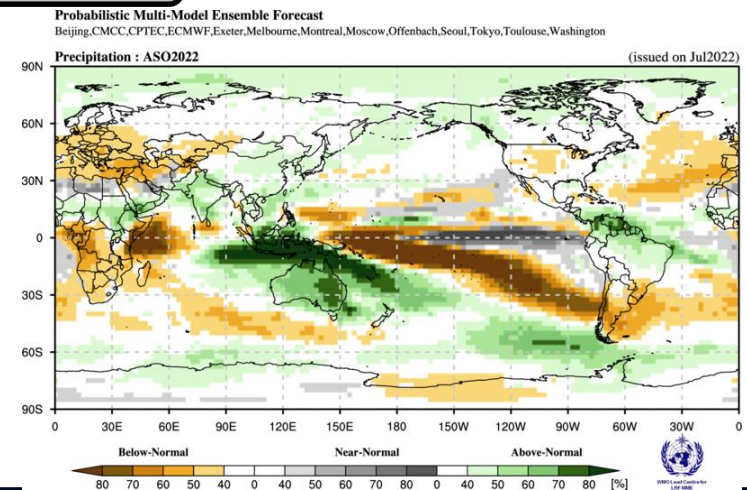 Probabilistic Multi-Model Ensemble Forecast
Beijing,CMCC,CPTEC,ECMWF,Exeter,Melbourne,Montreal,Moscow,Offenbach,Seoul,Tokyo,Toulouse,Washington
Precipitation : ASO2022 (issued on Jul2022)
90N
60N
30N
0
30S
60S
90S
0 30E 60E 90E 120E 150E 180 150W 120W 90W 60W 30W 0
Below-Normal Near-Normal Above-Normal
80 70 60 50 40 0 40 50 60 70 80 0 40 50 60 70 80 [%]
WMO Lead Centre for
LRF MME